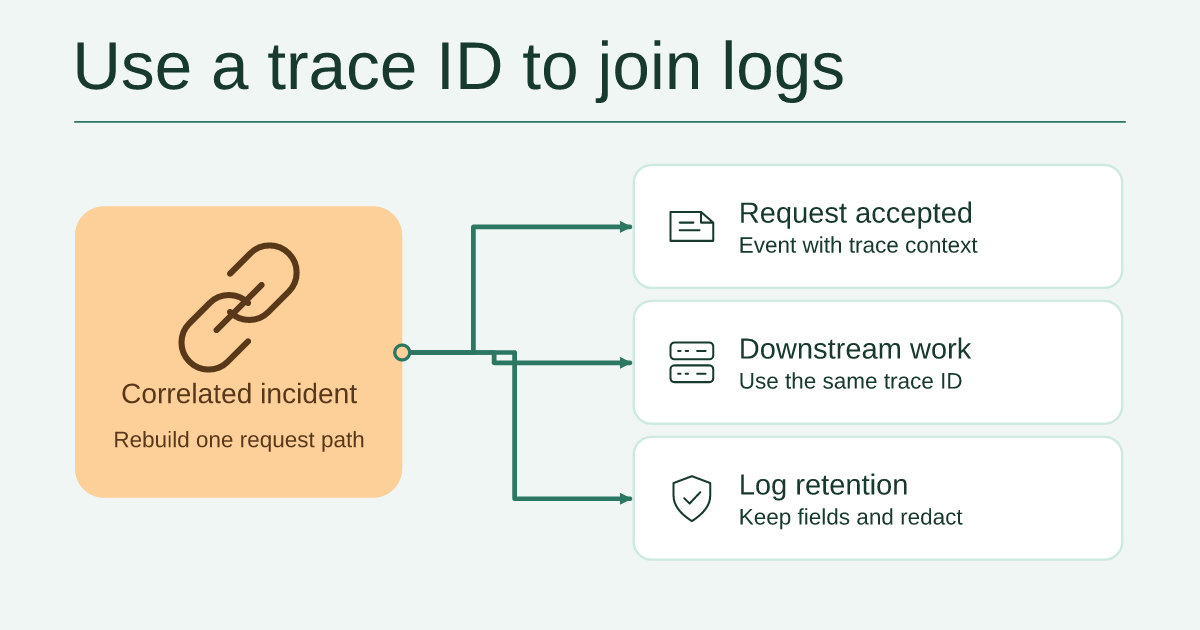 Use a trace ID to join logs
Correlated incident
Rebuild one request path
Request accepted
Event with trace context
Downstream work
Use the same trace ID
Log retention
Keep fields and redact